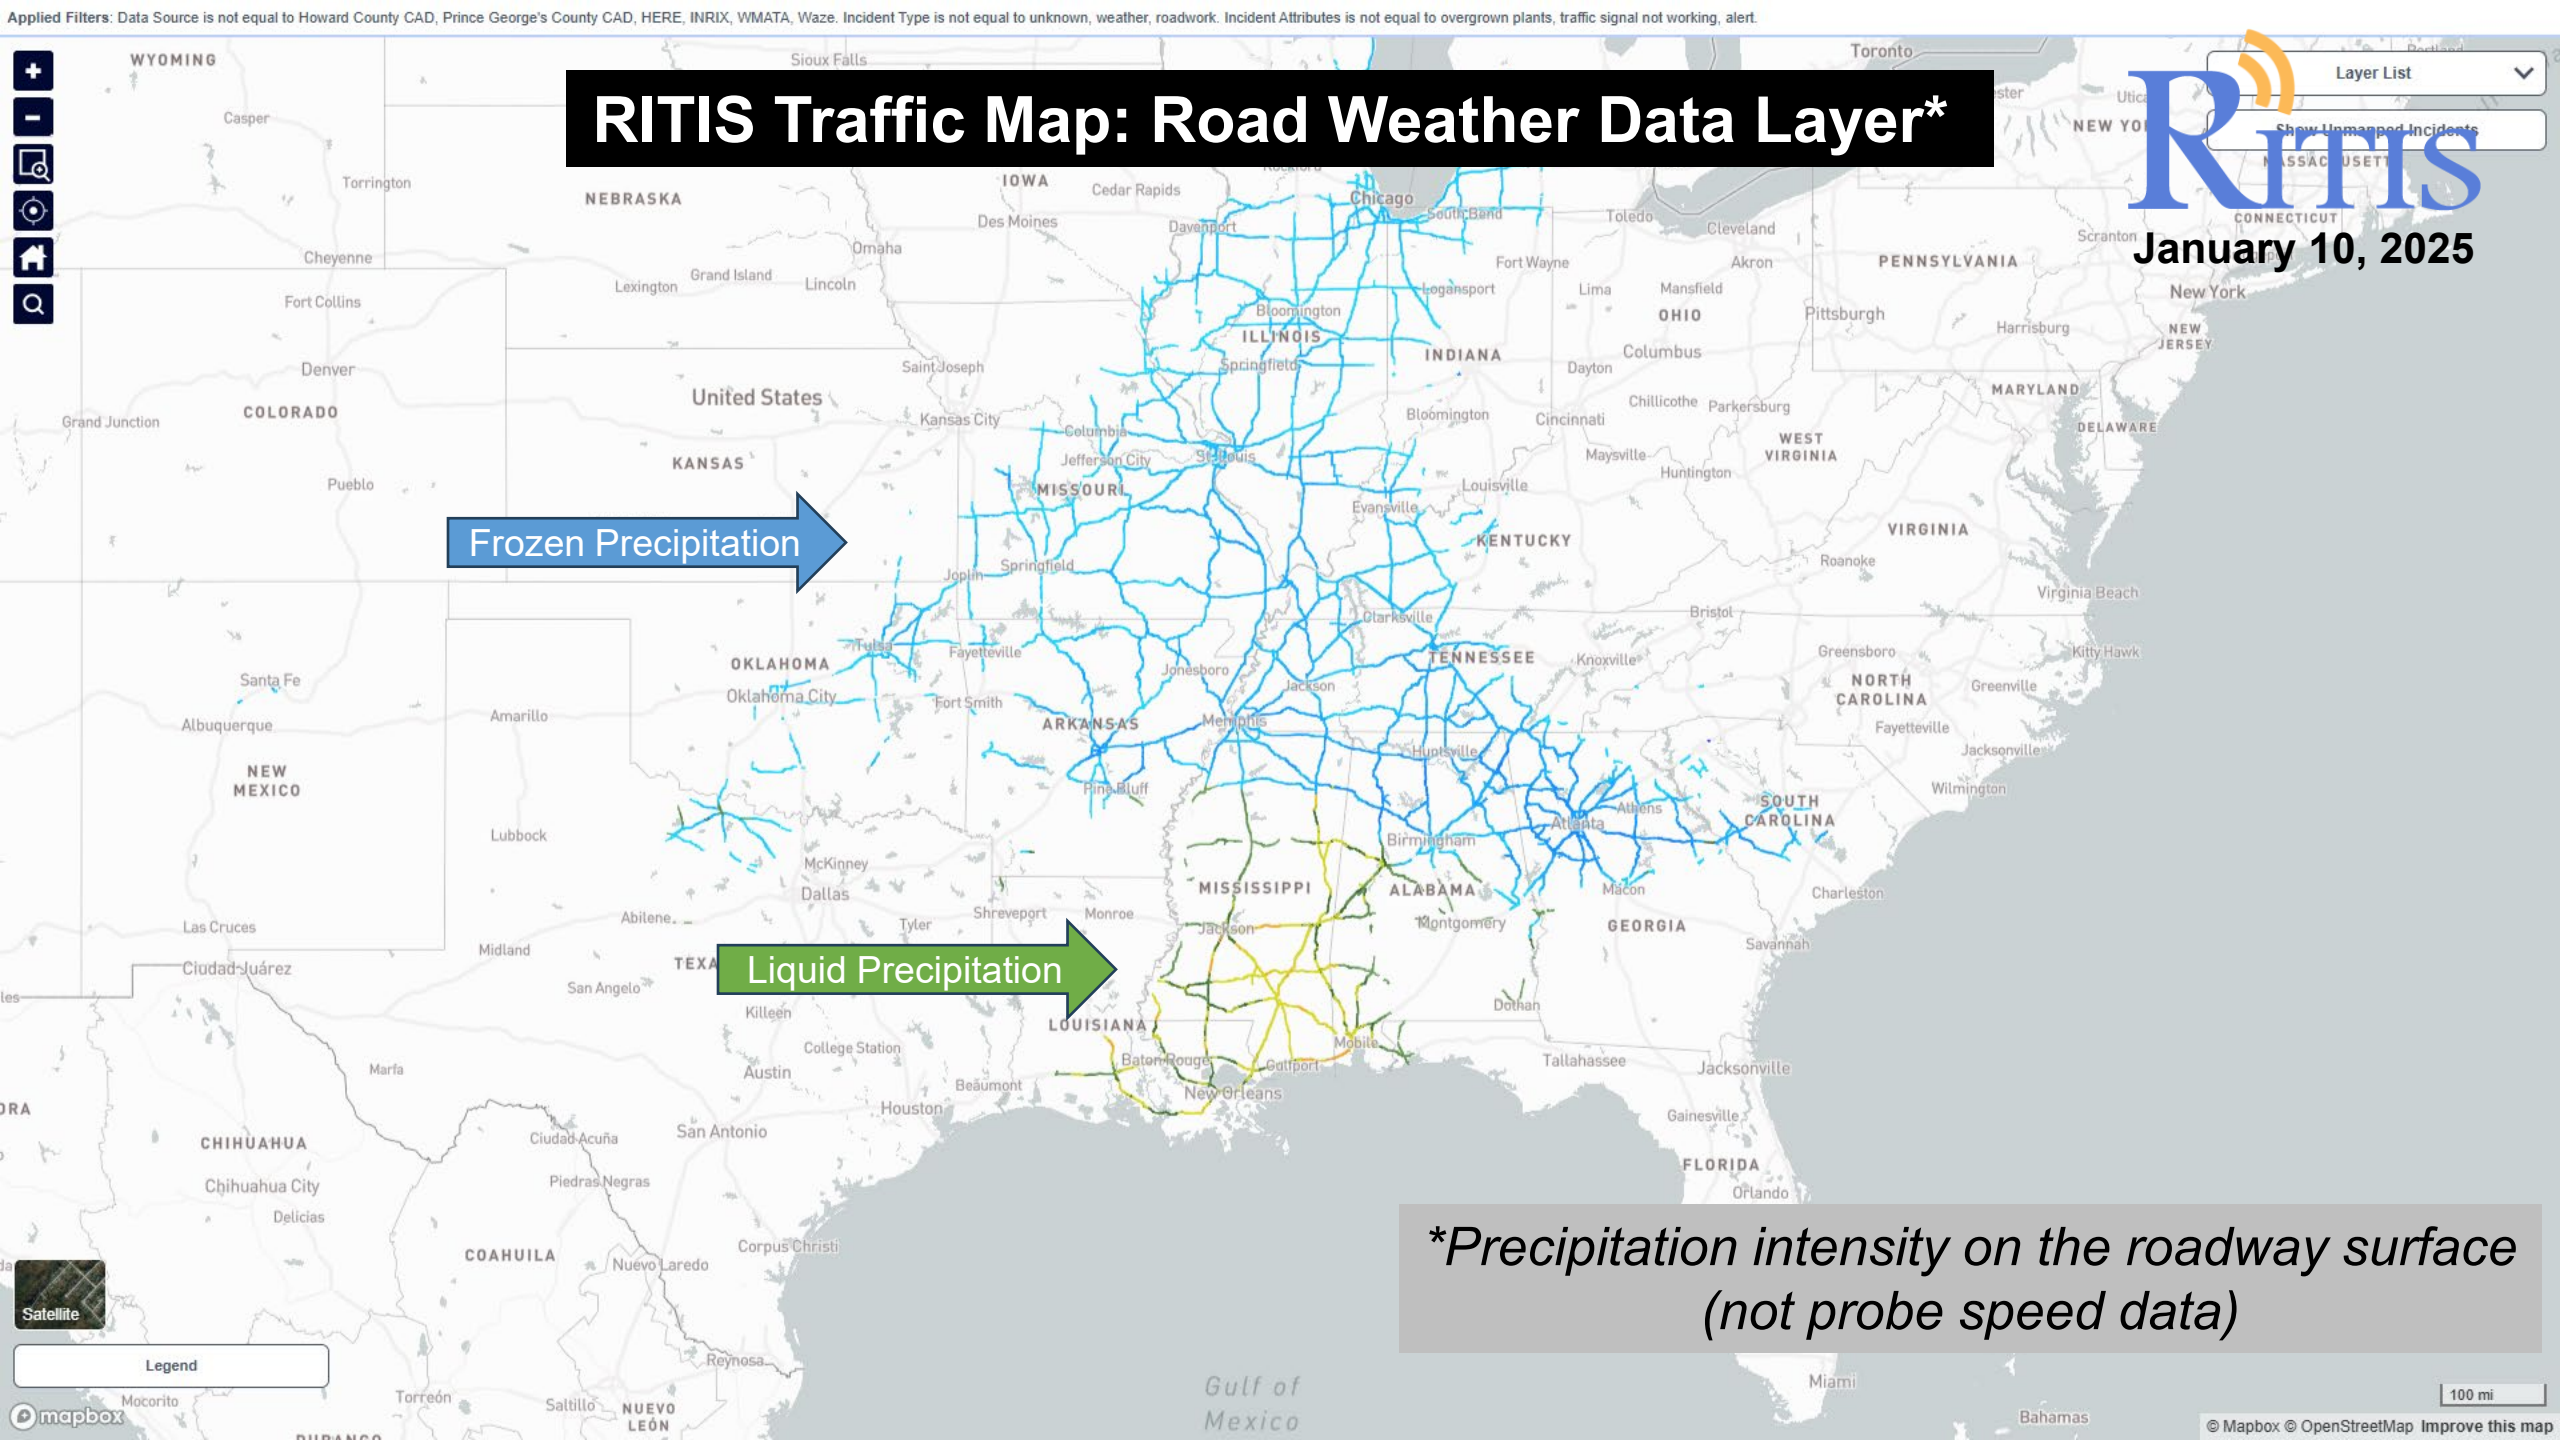 Applied Filters: Data Source is not equal to Howard County CAD, Prince George's County CAD, HERE, INRIX, WMATA, Waze. Incident Type is not equal to unknown, weather, roadwork. Incident Attributes is not equal to overgrown plants, traffic signal not working, alert.
RITIS Traffic Map: Road Weather Data Layer*
Layer List
Show Unmapped Incidents
RITIS
January 10, 2025
WYOMING
Sioux Falls
Toronto
Portland
Casper
Utica
NEW YO
Torrington
NEBRASKA
IOWA
Cedar Rapids
Rockford
Chicago
South Bend
Toledo
MASSACHUSETT
Des Moines
Davenport
Cleveland
CONNECTICUT
Scranton
Omaha
Cheyenne
Grand Island
Lexington
Lincoln
Fort Wayne
Akron
PENNSYLVANIA
Fort Collins
Logansport
Lima
Mansfield
New York
Bloomington
ILLINOIS
OHIO
Pittsburgh
Harrisburg
NEW
JERSEY
Denver
Saint Joseph
Springfield
INDIANA
Columbus
Dayton
United States
MARYLAND
COLORADO
Grand Junction
Kansas City
Columbia
Bloomington
Cincinnati
Chillicothe
Parkersburg
DELAWARE
KANSAS
Jefferson City
St. Louis
Maysville
WEST
VIRGINIA
Huntington
Pueblo
MISSOURI
Louisville
Evansville
VIRGINIA
Frozen Precipitation
KENTUCKY
Joplin
Springfield
Roanoke
Virginia Beach
Clarksville
Bristol
Tulsa
Fayetteville
OKLAHOMA
Jonesboro
TENNESSEE
Knoxville
Greensboro
Kitty Hawk
Santa Fe
Oklahoma City
Fort Smith
Jackson
NORTH
CAROLINA
Greenville
Albuquerque
Amarillo
ARKANSAS
Memphis
Fayetteville
Huntsville
Jacksonville
NEW
MEXICO
Pine Bluff
Wilmington
Lubbock
Athens
SOUTH
CAROLINA
Atlanta
McKinney
Birmingham
Dallas
MISSISSIPPI
ALABAMA
Macon
Charleston
Las Cruces
Abilene
Tyler
Shreveport
Monroe
Jackson
Montgomery
GEORGIA
Savannah
Midland
Ciudad Juárez
TEXA
Liquid Precipitation
San Angelo
Killeen
Dothan
LOUISIANA
College Station
Mobile
Marfa
Austin
Baton Rouge
Gulfport
Tallahassee
Jacksonville
Beaumont
New Orleans
Houston
Gainesville
CHIHUAHUA
Ciudad Acuña
San Antonio
FLORIDA
Chihuahua City
Piedras Negras
Orlando
Delicias
COAHUILA
Nuevo Laredo
Corpus Christi
*Precipitation intensity on the roadway surface
(not probe speed data)
Satellite
Legend
Reynosa
Gulf of
Mexico
Miami
100 mi
Mocorito
Torreón
Saltillo
NUEVO
LEÓN
Bahamas
mapbox
DURANGO
© Mapbox © OpenStreetMap Improve this map